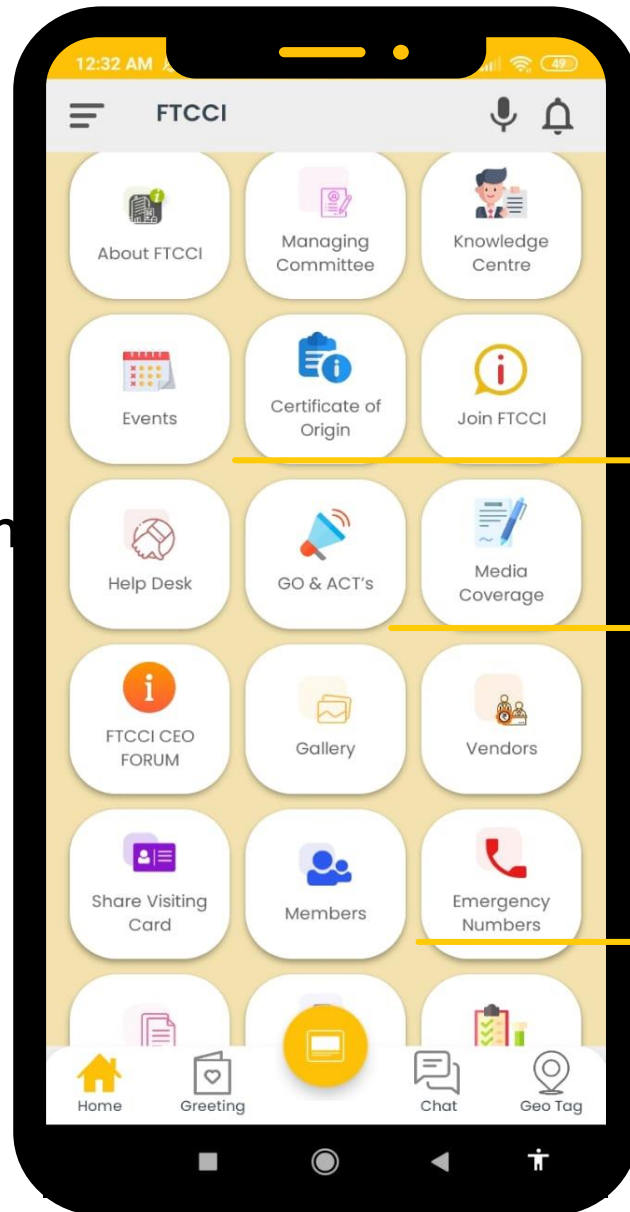 12:32 AM
49
FTCCI
About FTCCI
Managing
Committee
Knowledge
Centre
Events
Certificate of
Origin
Join FTCCI
Help Desk
GO & ACT's
Media
Coverage
FTCCI CEO
FORUM
Gallery
Vendors
Share Visiting
Card
Members
Emergency
Numbers
Home
Greeting
Chat
Geo Tag